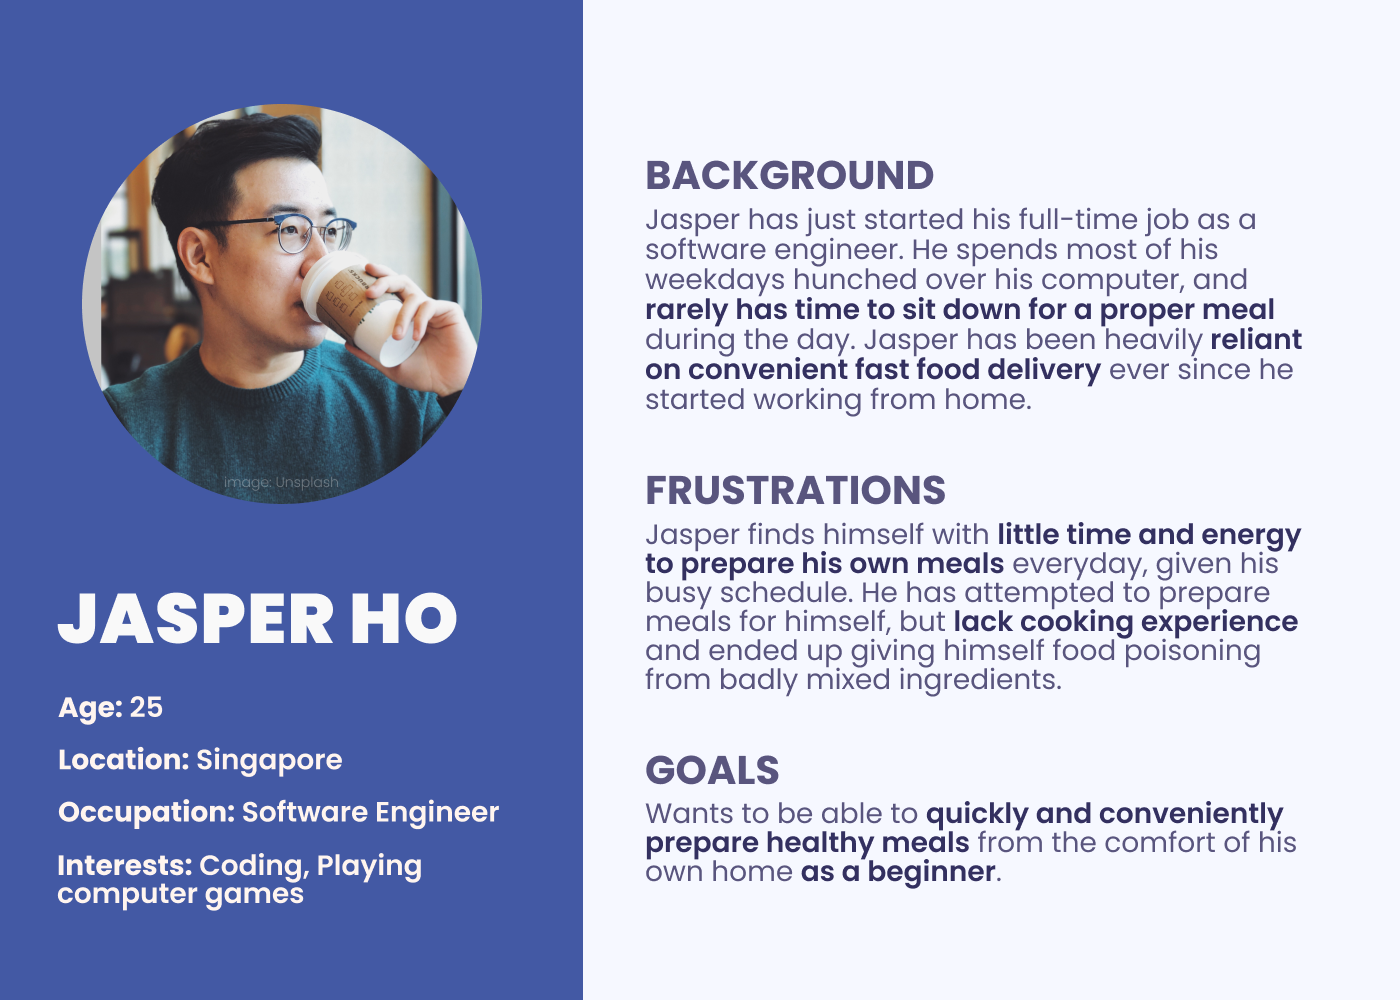 image: Unsplash
JASPER HO
Age: 25
Location: Singapore
Occupation: Software Engineer
Interests: Coding, Playing
computer games
BACKGROUND
Jasper has just started his full-time job as a
software engineer. He spends most of his
weekdays hunched over his computer, and
rarely has time to sit down for a proper meal
during the day. Jasper has been heavily reliant
on convenient fast food delivery ever since he
started working from home.
FRUSTRATIONS
Jasper finds himself with little time and energy
to prepare his own meals everyday, given his
busy schedule. He has attempted to prepare
meals for himself, but lack cooking experience
and ended up giving himself food poisoning
from badly mixed ingredients.
GOALS
Wants to be able to quickly and conveniently
prepare healthy meals from the comfort of his
own home as a beginner.